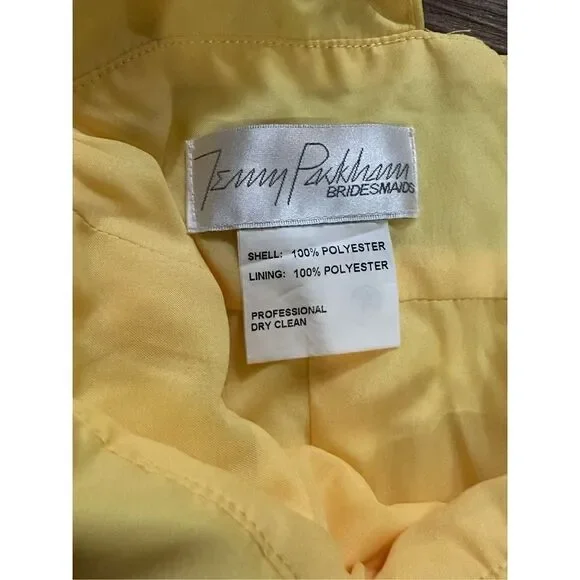 Jenny Packham
BRIDESMAIDS
SHELL: 100% POLYESTER
LINING: 100% POLYESTER
PROFESSIONAL
DRY CLEAN